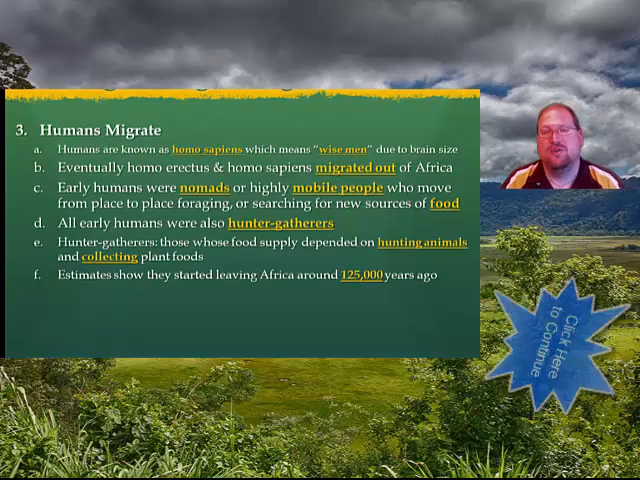 3. Humans Migrate
a. Humans are known as homo sapiens which means “wise men” due to brain size
b. Eventually homo erectus & homo sapiens migrated out of Africa
c. Early humans were nomads or highly mobile people who move
from place to place foraging, or searching for new sources of food
d. All early humans were also hunter-gatherers
e. Hunter-gatherers: those whose food supply depended on hunting animals
and collecting plant foods
f. Estimates show they started leaving Africa around 125,000 years ago
Click Here
to Continue